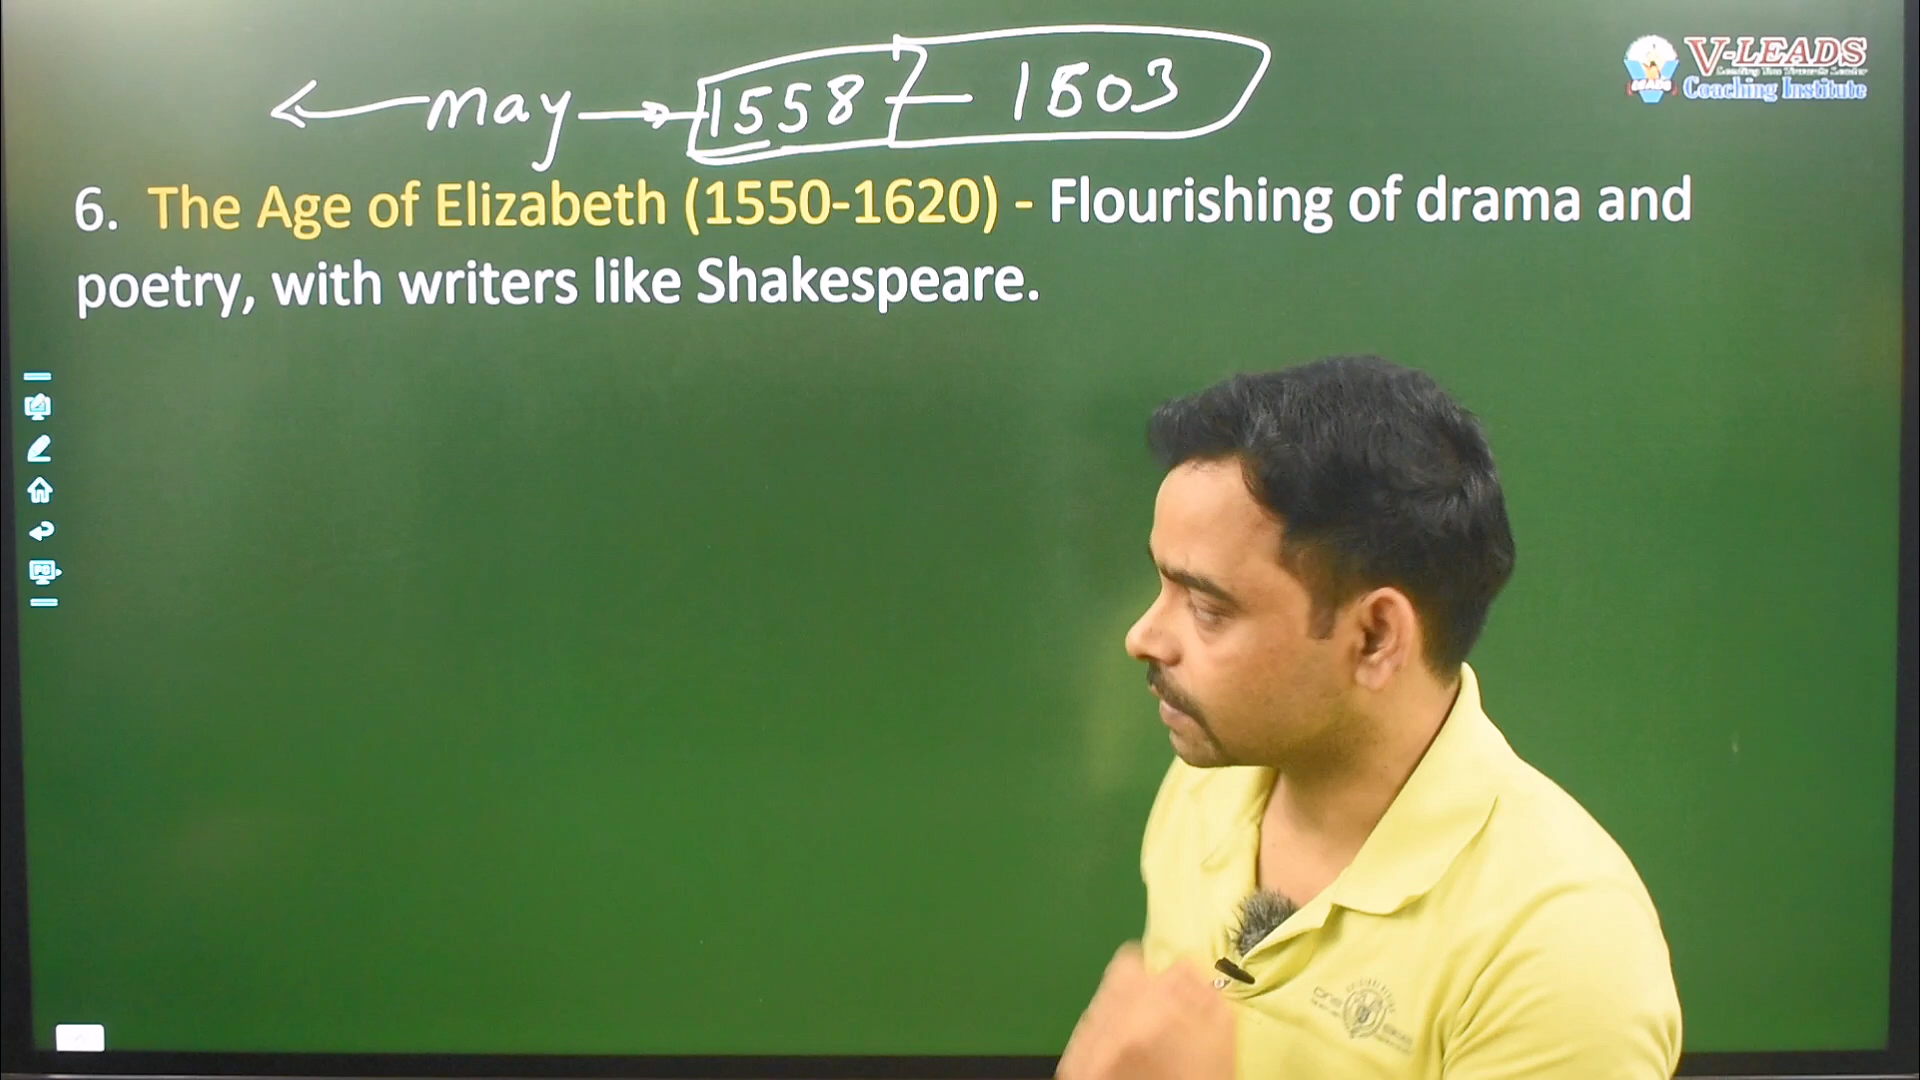 may 1558 - 1603
V-LEADS
Coaching Institute
6. The Age of Elizabeth (1550-1620) - Flourishing of drama and
poetry, with writers like Shakespeare.